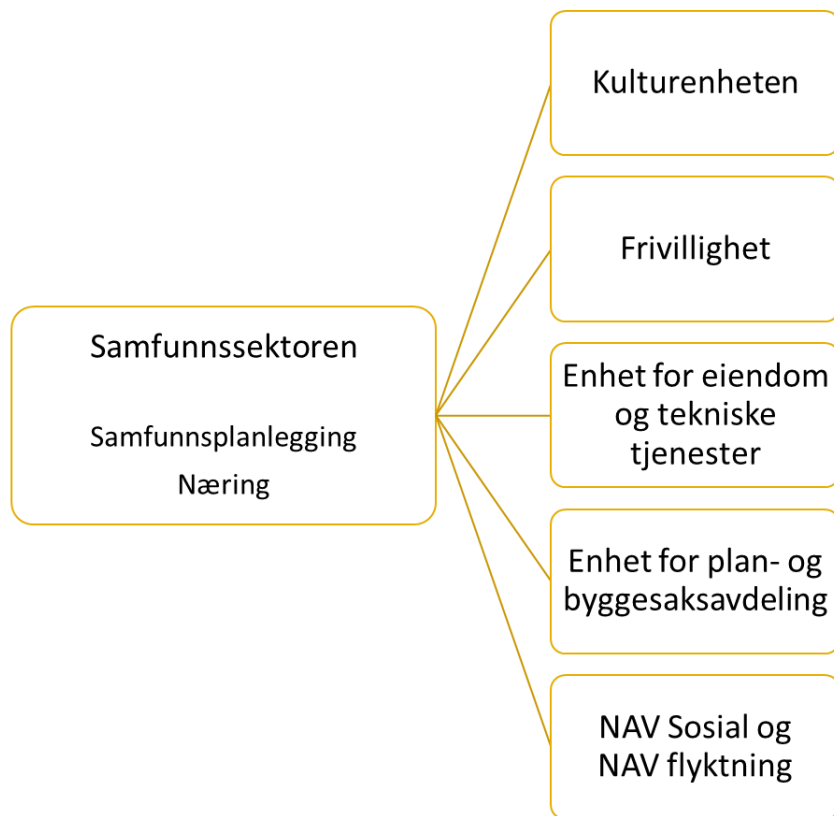 Samfunnssektoren
Samfunnsplanlegging
Næring
Kulturenheten
Frivillighet
Enhet for eiendom
og tekniske
tjenester
Enhet for plan- og
byggesaksavdeling
NAV Sosial og
NAV flyktning